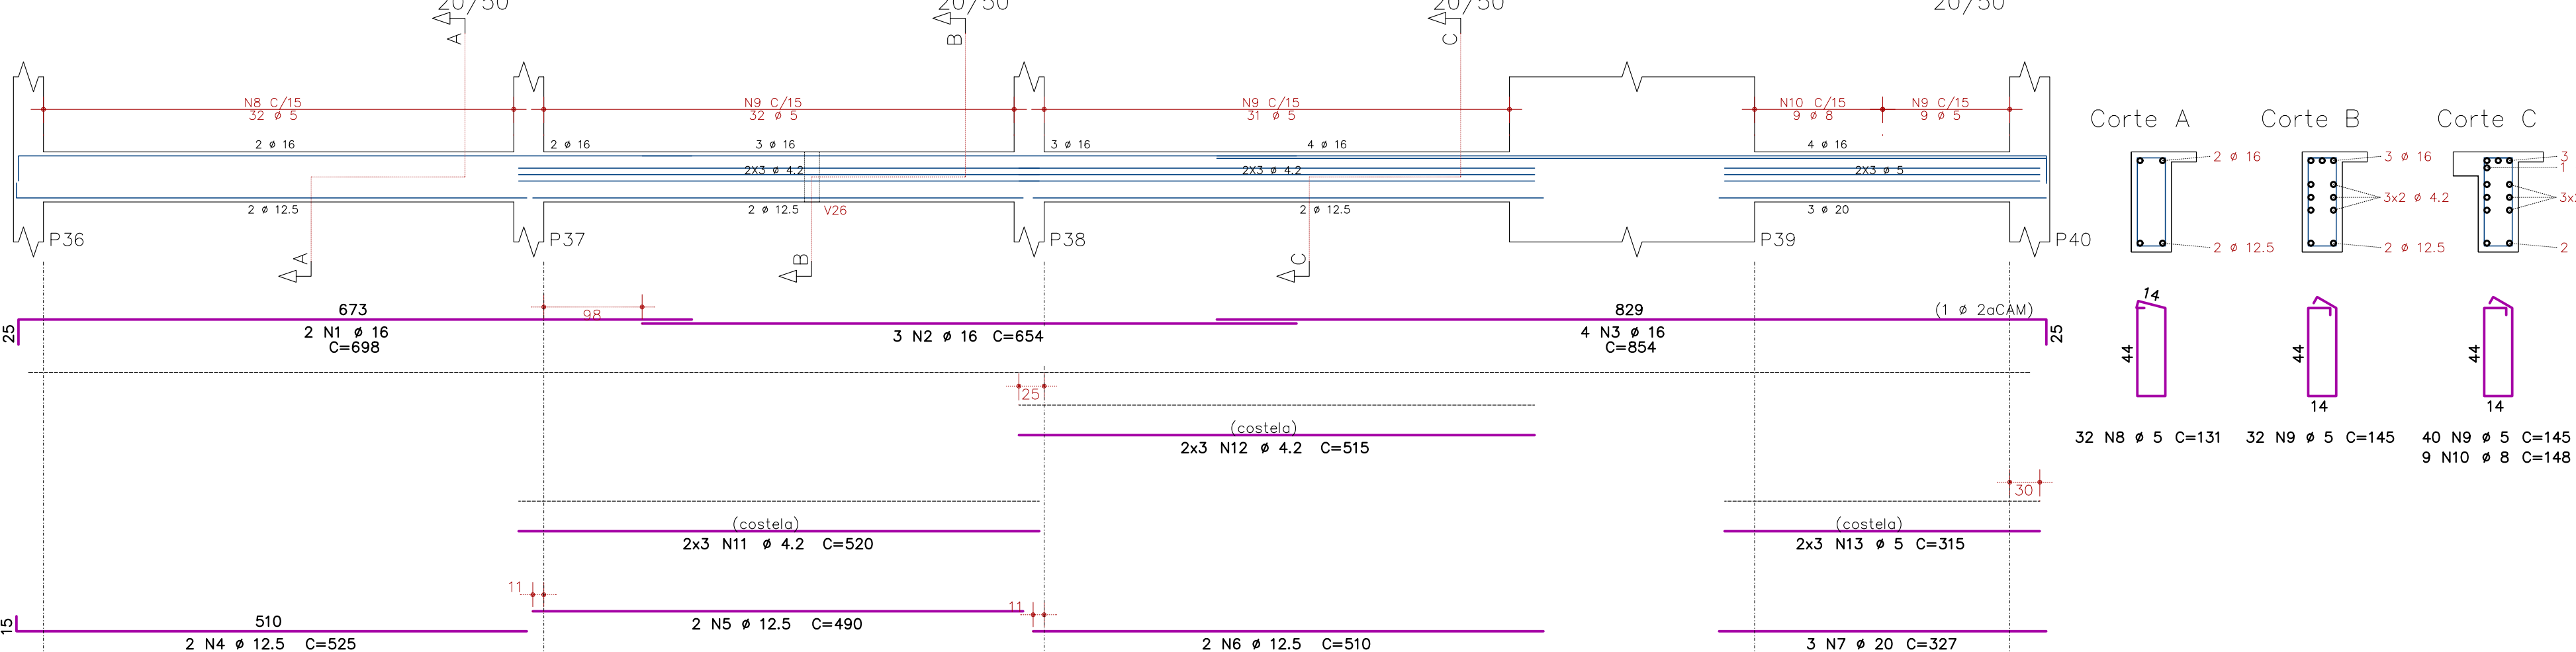 20/50
20/50
20/50
20/50
A
B
C
N8 C/15
32 ø 5
N9 C/15
32 ø 5
N9 C/15
31 ø 5
N10 C/15
9 ø 8
N9 C/15
9 ø 5
2 ø 16
2 ø 16
3 ø 16
3 ø 16
4 ø 16
4 ø 16
2X3 ø 4.2
2X3 ø 4.2
2X3 ø 5
2 ø 12.5
2 ø 12.5
V26
2 ø 12.5
3 ø 20
P36
P37
P38
P39
P40
A
B
C
Corte A
Corte B
Corte C
2 ø 16
3 ø 16
3
1
3x2 ø 4.2
2 ø 12.5
2 ø 12.5
2
25
673
2 N1 ø 16
C=698
98
3 N2 ø 16 C=654
829
(1 ø 2aCAM)
4 N3 ø 16
C=854
25
14
44
44
14
44
14
32 N8 ø 5 C=131
32 N9 ø 5 C=145
40 N9 ø 5 C=145
9 N10 ø 8 C=148
25
(costela)
2x3 N12 ø 4.2 C=515
30
(costela)
2x3 N11 ø 4.2 C=520
(costela)
2x3 N13 ø 5 C=315
11
11
15
510
2 N4 ø 12.5 C=525
2 N5 ø 12.5 C=490
2 N6 ø 12.5 C=510
3 N7 ø 20 C=327